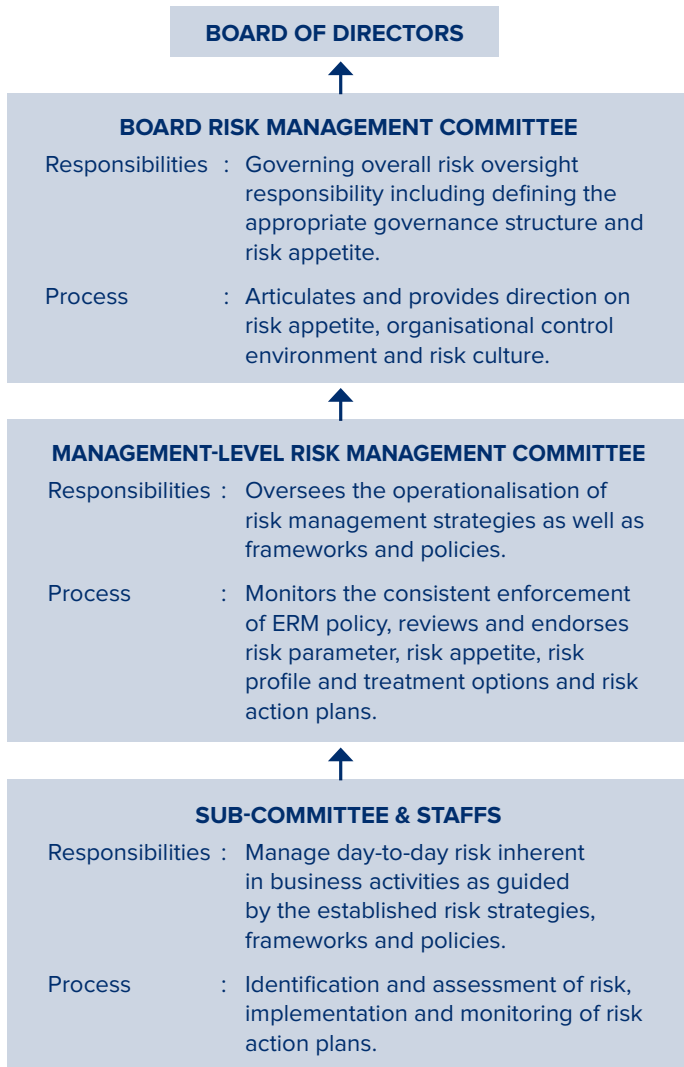 BOARD OF DIRECTORS
BOARD RISK MANAGEMENT COMMITTEE
Responsibilities : Governing overall risk oversight
responsibility including defining the
appropriate governance structure and
risk appetite.
Process : Articulates and provides direction on
risk appetite, organisational control
environment and risk culture.
MANAGEMENT-LEVEL RISK MANAGEMENT COMMITTEE
Responsibilities : Oversees the operationalisation of
risk management strategies as well as
frameworks and policies.
Process : Monitors the consistent enforcement
of ERM policy, reviews and endorses
risk parameter, risk appetite, risk
profile and treatment options and risk
action plans.
SUB-COMMITTEE & STAFFS
Responsibilities : Manage day-to-day risk inherent
in business activities as guided
by the established risk strategies,
frameworks and policies.
Process : Identification and assessment of risk,
implementation and monitoring of risk
action plans.